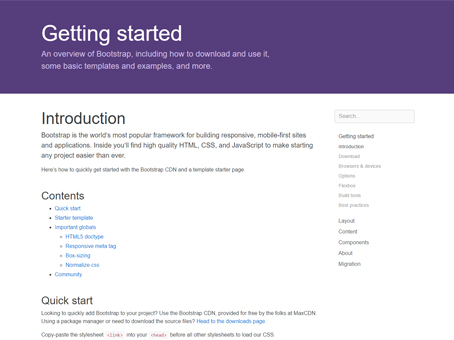 Getting started
An overview of Bootstrap, including how to download and use it,
some basic templates and examples, and more.
Introduction
Bootstrap is the world's most popular framework for building responsive, mobile-first sites
and applications. Inside you'll find high quality HTML, CSS, and JavaScript to make starting
any project easier than ever.
Here's how to quickly get started with the Bootstrap CDN and a template starter page.
Contents
Quick start
Starter template
Important globals
HTML5 doctype
Responsive meta tag
Box-sizing
Normalize.css
Community
Quick start
Looking to quickly add Bootstrap to your project? Use the Bootstrap CDN, provided for free by the folks at MaxCDN.
Using a package manager or need to download the source files? Head to the downloads page.
Copy-paste the stylesheet <link> into your <head> before all other stylesheets to load our CSS.
Search...
Getting started
Introduction
Download
Browsers & devices
Options
Flexbox
Build tools
Best practices
Layout
Content
Components
About
Migration